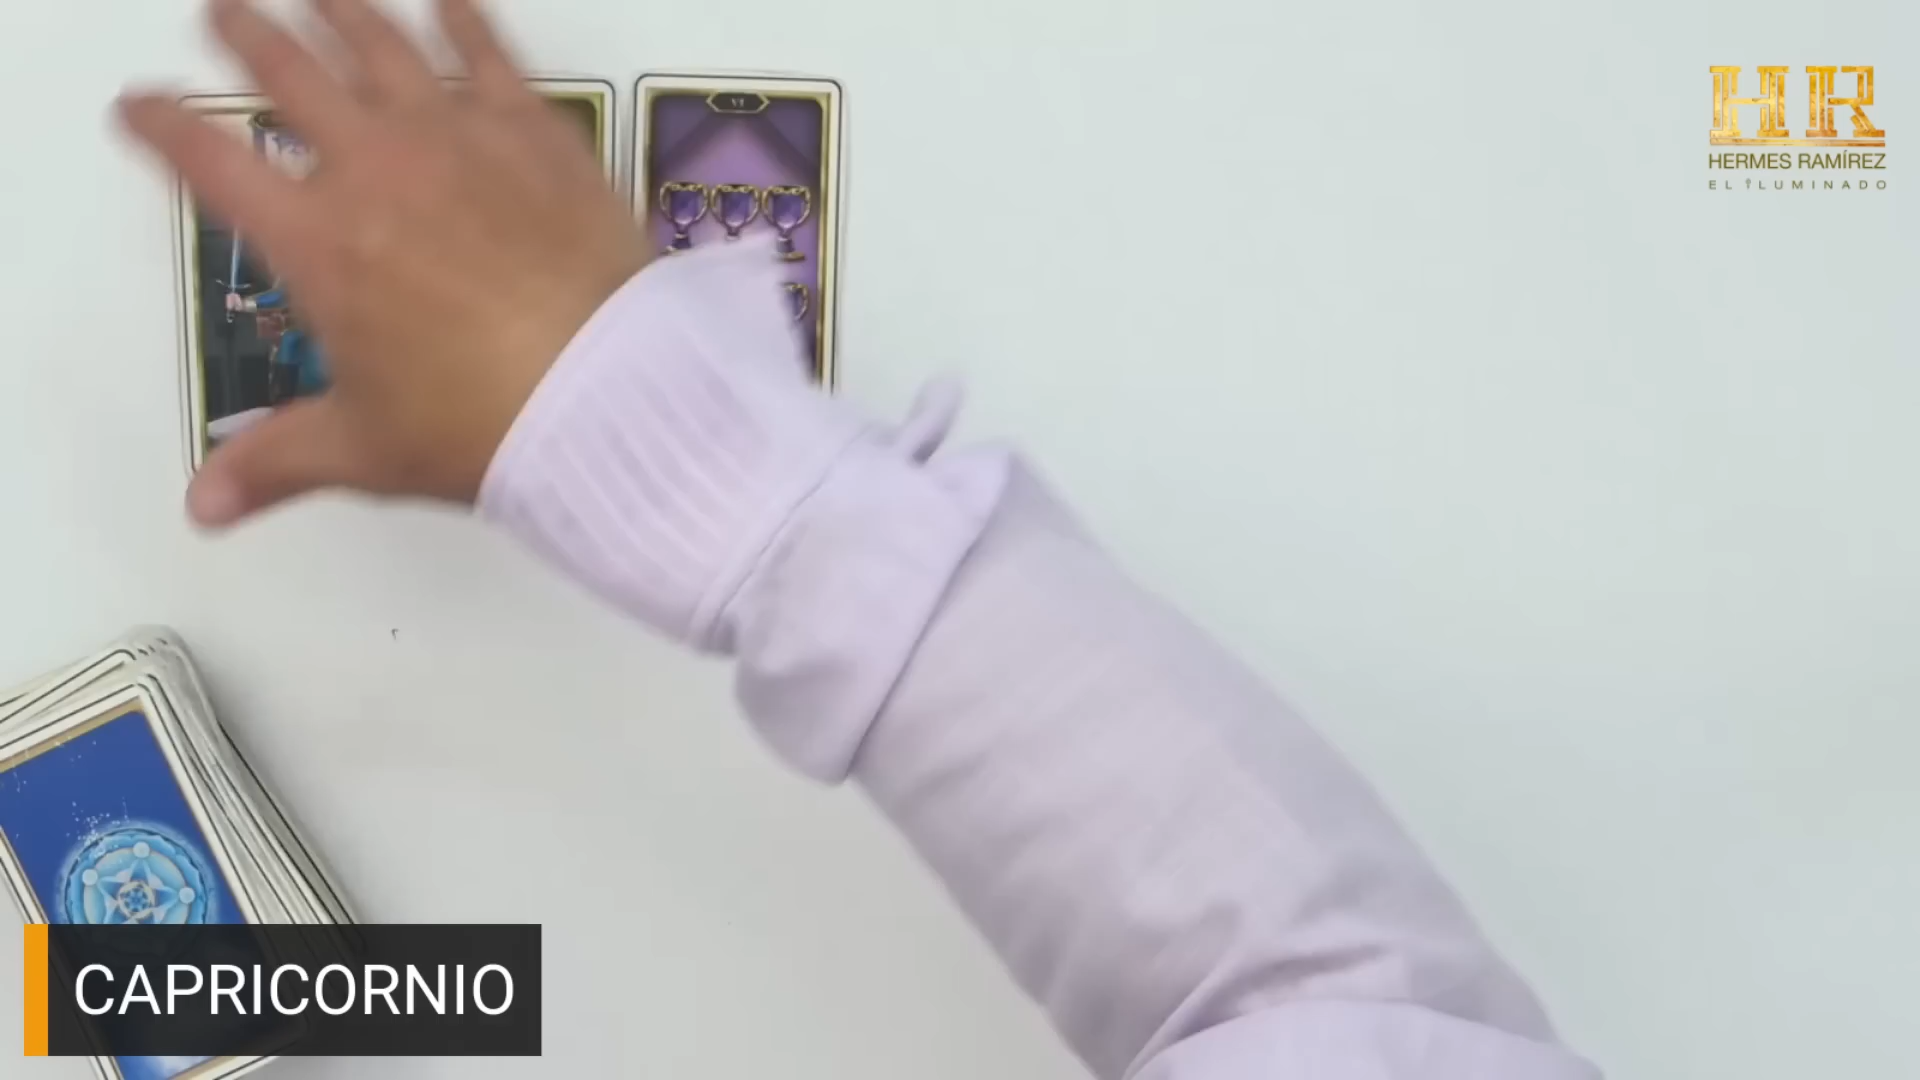 VI
HR
HERMES RAMÍREZ
EL ILUMINADO
CAPRICORNIO